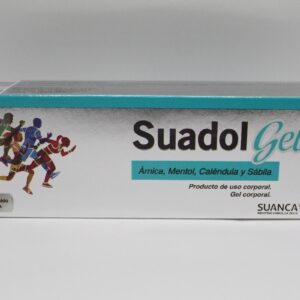 Suadol Gel
Árnica, Mentol, Caléndula y Sábila
Producto de uso corporal.
Gel corporal.
SUANCA